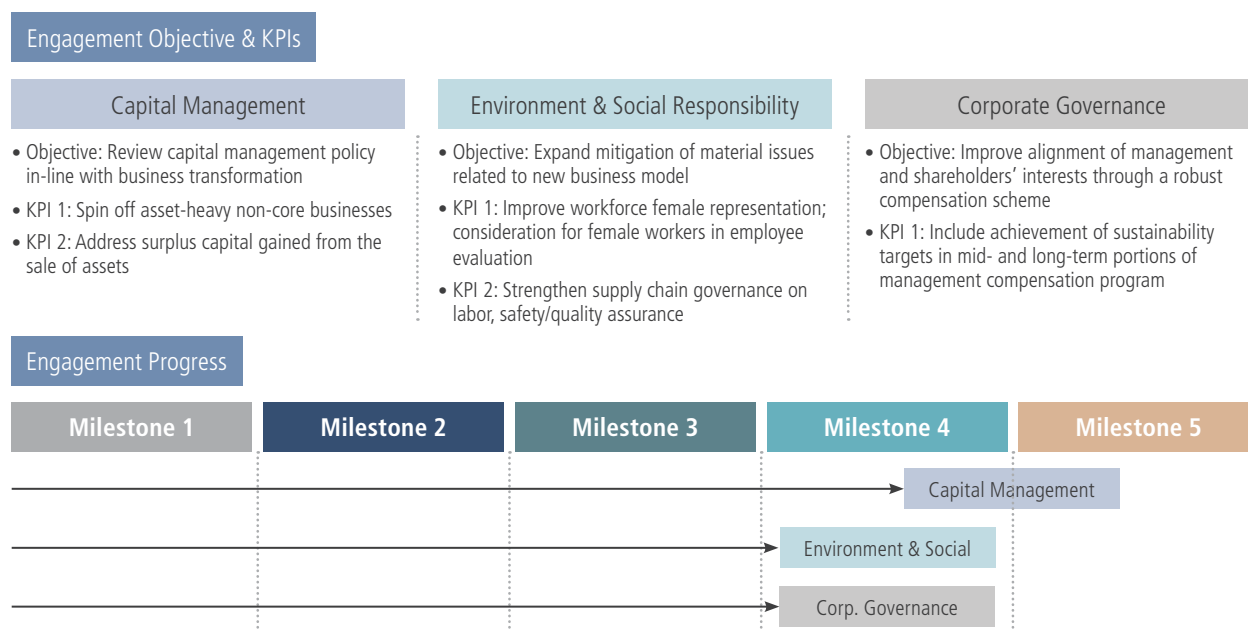 Engagement Objective & KPIs
Capital Management
• Objective: Review capital management policy
in-line with business transformation
• KPI 1: Spin off asset-heavy non-core businesses
• KPI 2: Address surplus capital gained from the
sale of assets
Environment & Social Responsibility
• Objective: Expand mitigation of material issues
related to new business model
• KPI 1: Improve workforce female representation;
consideration for female workers in employee
evaluation
• KPI 2: Strengthen supply chain governance on
labor, safety/quality assurance
Corporate Governance
• Objective: Improve alignment of management
and shareholders’ interests through a robust
compensation scheme
• KPI 1: Include achievement of sustainability
targets in mid- and long-term portions of
management compensation program
Engagement Progress
Milestone 1
Milestone 2
Milestone 3
Milestone 4
Milestone 5
Capital Management
Environment & Social
Corp. Governance